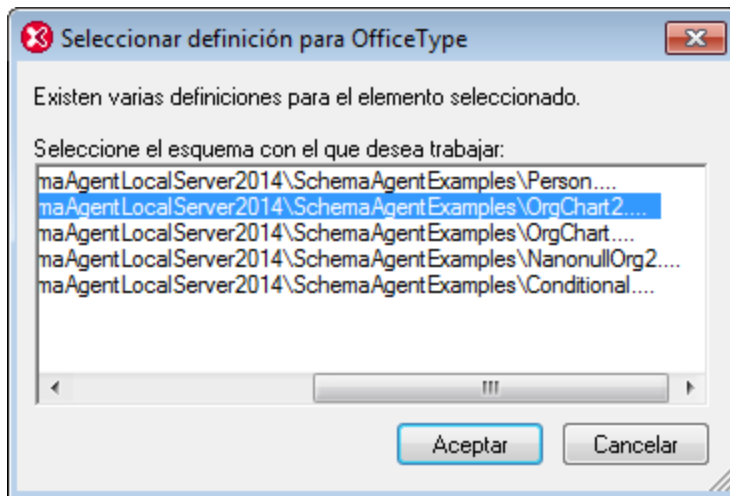 Seleccionar definición para OfficeType
Existen varias definiciones para el elemento seleccionado.
Seleccione el esquema con el que desea trabajar:
maAgentLocalServer2014\SchemaAgentExamples\Person....
maAgentLocalServer2014\SchemaAgentExamples\OrgChart2....
maAgentLocalServer2014\SchemaAgentExamples\OrgChart....
maAgentLocalServer2014\SchemaAgentExamples\NanonullOrg2....
maAgentLocalServer2014\SchemaAgentExamples\Conditional....
Aceptar
Cancelar